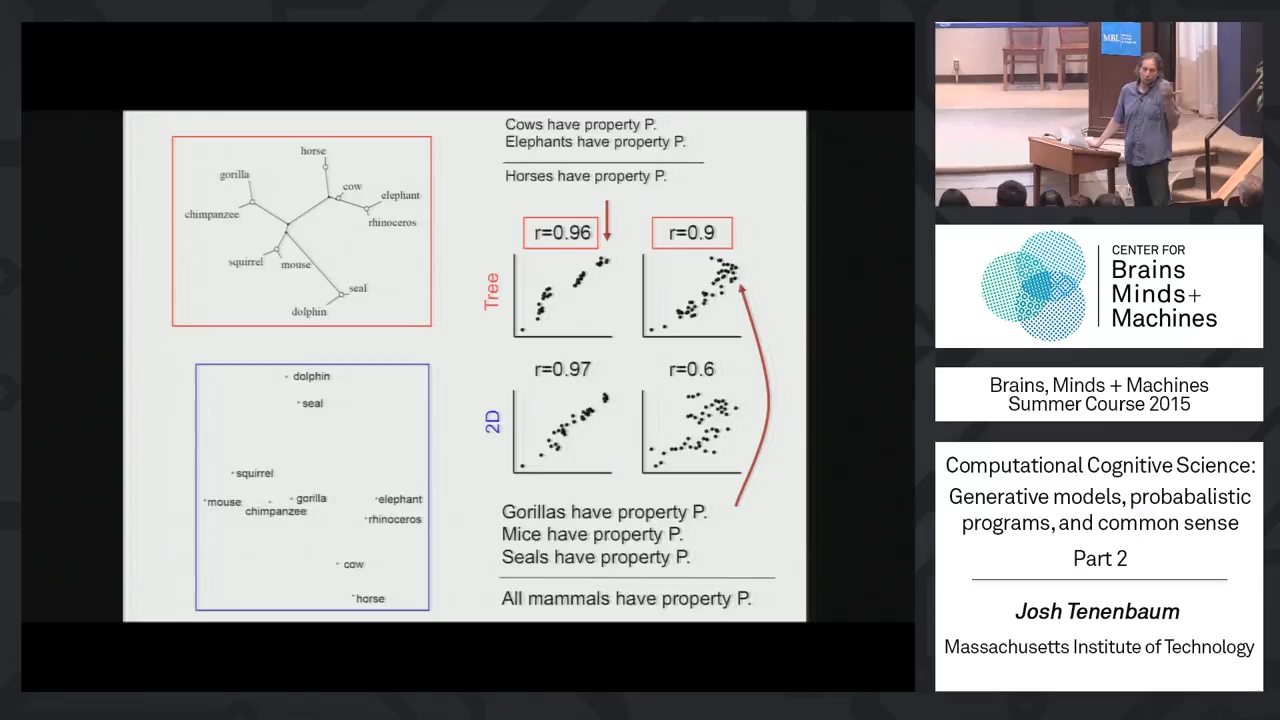 horse
gorilla
cow
elephant
chimpanzee
rhinoceros
squirrel
mouse
seal
dolphin
dolphin
seal
squirrel
mouse
gorilla
elephant
chimpanzee
rhinoceros
cow
horse
Cows have property P.
Elephants have property P.
Horses have property P.
r=0.96
r=0.9
Tree
r=0.97
r=0.6
2D
Gorillas have property P.
Mice have property P.
Seals have property P.
All mammals have property P.
MBL
CENTER FOR
Brains
Minds+
Machines
Brains, Minds + Machines
Summer Course 2015
Computational Cognitive Science:
Generative models, probabalistic
programs, and common sense
Part 2
Josh Tenenbaum
Massachusetts Institute of Technology